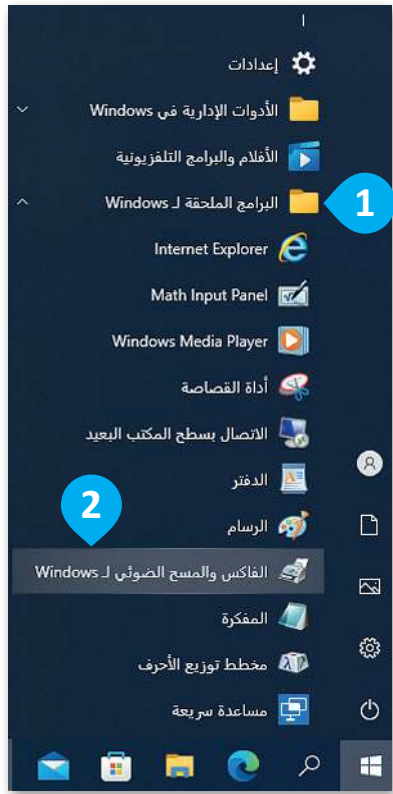 إعدادات
الأدوات الإدارية في Windows
الأفلام والبرامج التلفزيونية
البرامج الملحقة لـ Windows
1
Internet Explorer
Math Input Panel
Windows Media Player
أداة القصاصة
الاتصال بسطح المكتب البعيد
الدفتر
2
الرسام
الفاكس والمسح الضوئي لـ Windows
المفكرة
مخطط توزيع الأحرف
مساعدة سريعة